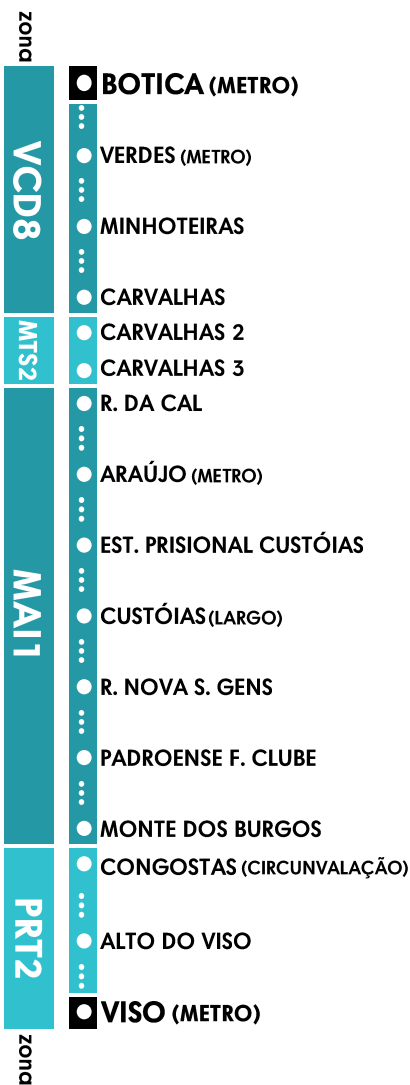 zona
VCD8
BOTICA (METRO)
VERDES (METRO)
MINHOTEIRAS
CARVALHAS
MTS2
CARVALHAS 2
CARVALHAS 3
MAI1
R. DA CAL
ARAÚJO (METRO)
EST. PRISIONAL CUSTÓIAS
CUSTÓIAS (LARGO)
R. NOVA S. GENS
PADROENSE F. CLUBE
MONTE DOS BURGOS
PRT2
CONGOSTAS (CIRCUNVALAÇÃO)
ALTO DO VISO
VISO (METRO)
zona